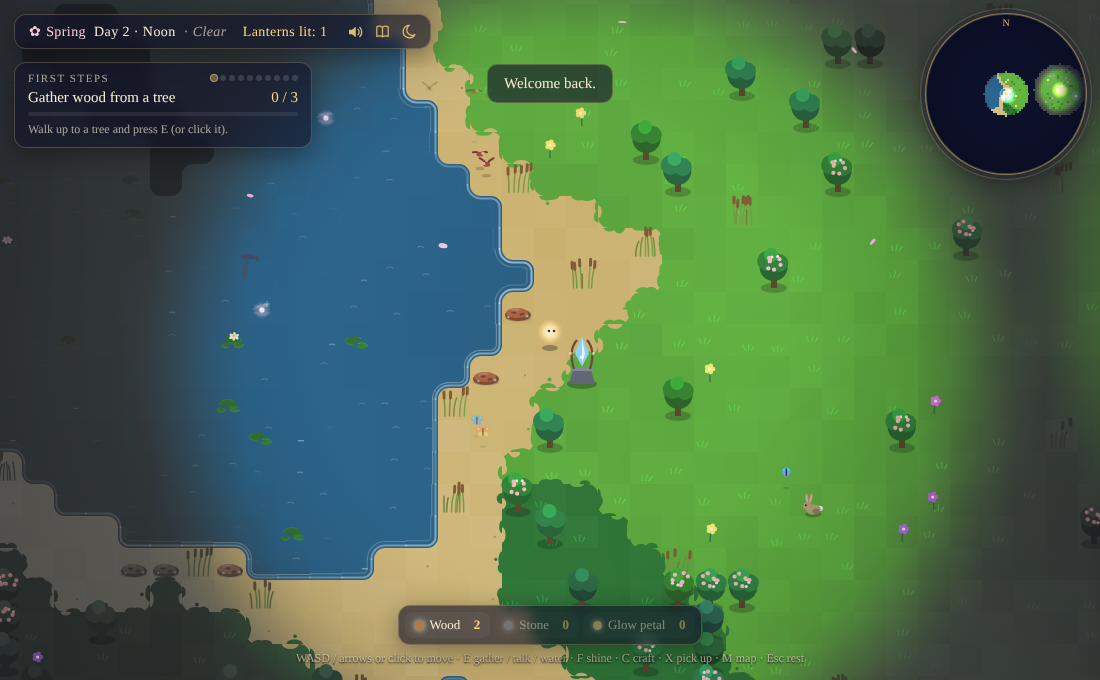 ✿ Spring Day 2 · Noon · Clear Lanterns lit: 1
FIRST STEPS
Gather wood from a tree 0 / 3
Walk up to a tree and press E (or click it).
Welcome back.
N
Wood 2 Stone 0 Glow petal 0
WASD / arrows or click to move · E gather / talk / water · F shine · C craft · X pick up · M map · Esc rest